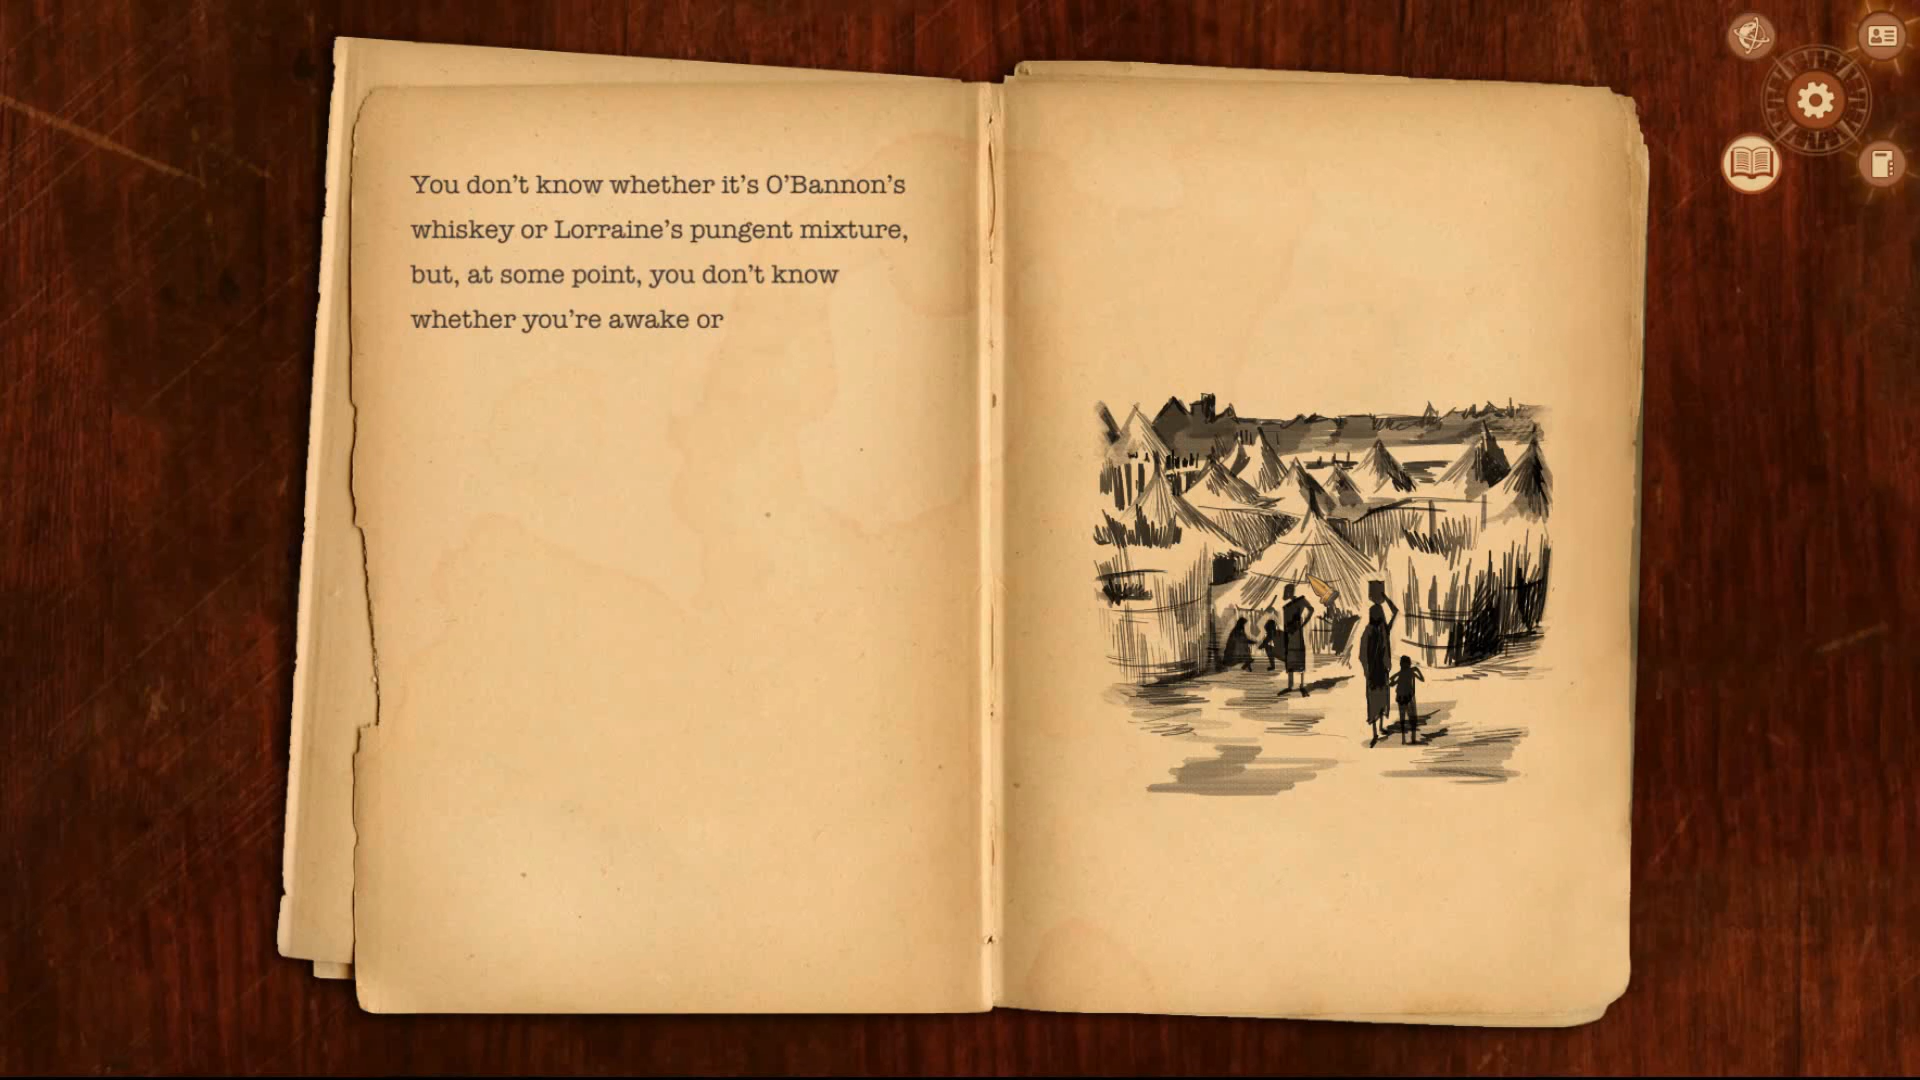 You don't know whether it's O'Bannon's
whiskey or Lorraine's pungent mixture,
but, at some point, you don't know
whether you're awake or